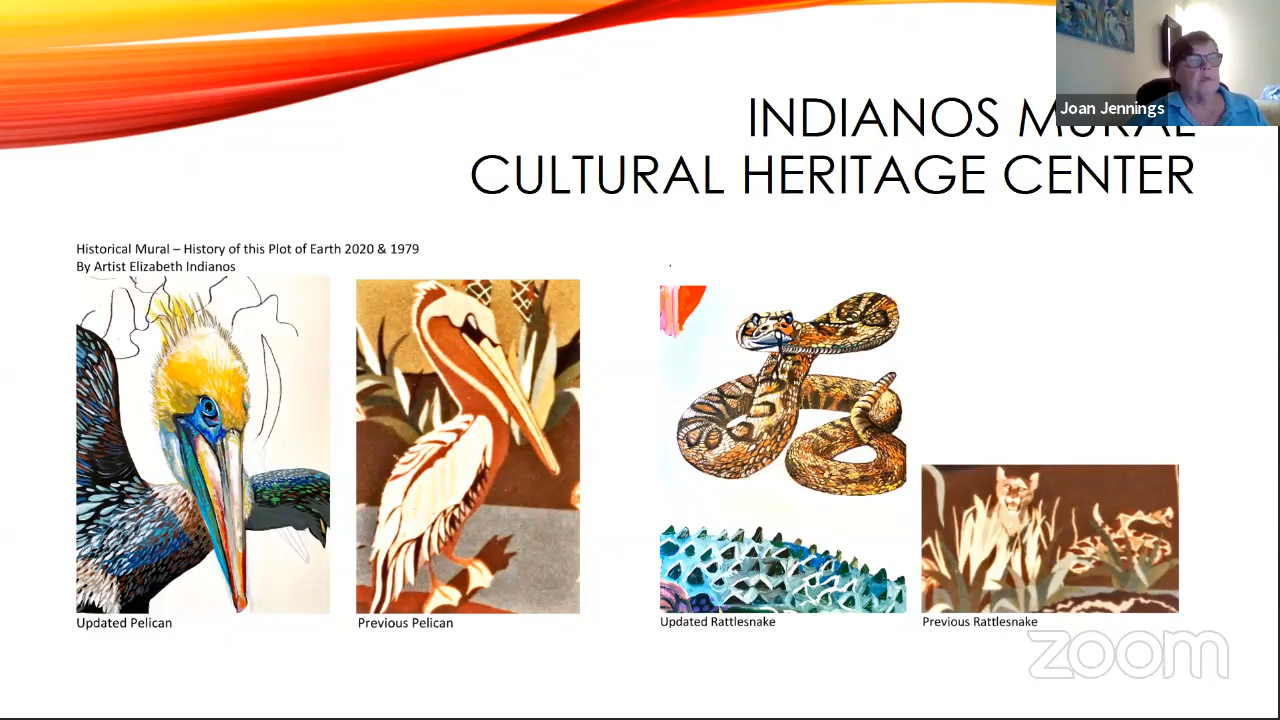 Joan Jennings
INDIANOS MURAL
CULTURAL HERITAGE CENTER
Historical Mural – History of this Plot of Earth 2020 & 1979
By Artist Elizabeth Indianos
Updated Pelican
Previous Pelican
Updated Rattlesnake
Previous Rattlesnake
zoom